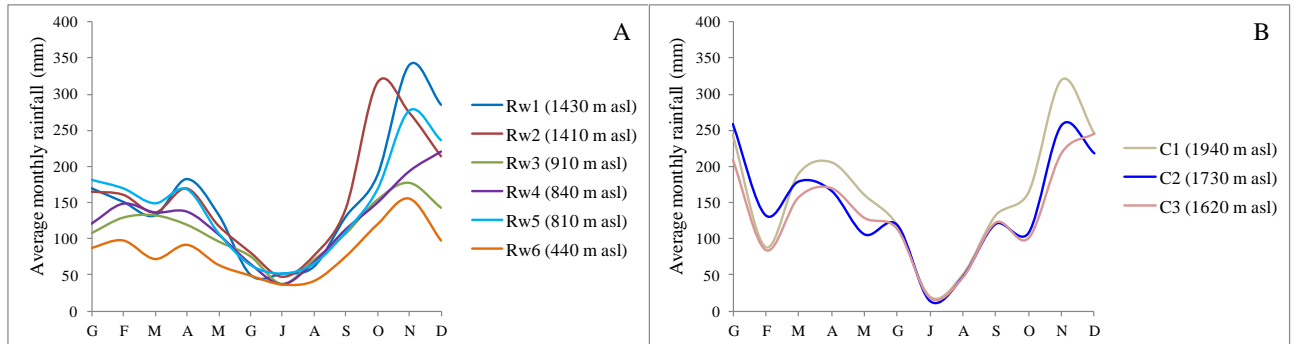 A
Average monthly rainfall (mm)
400
350
300
250
200
150
100
50
0
G F M A M G J A S O N D
Rw1 (1430 m asl)
Rw2 (1410 m asl)
Rw3 (910 m asl)
Rw4 (840 m asl)
Rw5 (810 m asl)
Rw6 (440 m asl)
B
Average monthly rainfall (mm)
400
350
300
250
200
150
100
50
0
G F M A M G J A S O N D
C1 (1940 m asl)
C2 (1730 m asl)
C3 (1620 m asl)